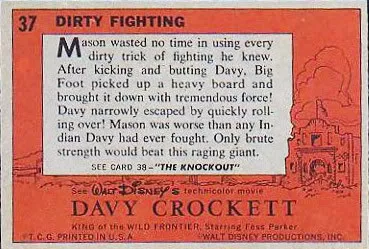 37 DIRTY FIGHTING
Mason wasted no time in using every
dirty trick of fighting he knew.
After kicking and butting Davy, Big
Foot picked up a heavy board and
brought it down with tremendous force!
Davy narrowly escaped by quickly roll-
ing over! Mason was worse than any In-
dian Davy had ever fought. Only brute
strength would beat this raging giant.
SEE CARD 38-"THE KNOCKOUT"
See WALT DISNEY's technicolor movie
DAVY CROCKETT
KING of the WILD FRONTIER, Starring Fess Parker
©T.C.G. PRINTED IN U.S.A. ©WALT DISNEY PRODUCTIONS, INC.